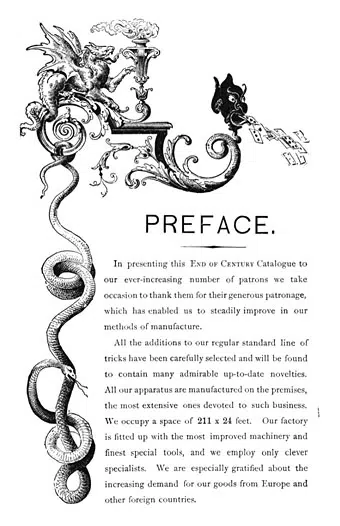 PREFACE.
In presenting this END OF CENTURY Catalogue to
our ever-increasing number of patrons we take
occasion to thank them for their generous patronage,
which has enabled us to steadily improve in our
methods of manufacture.
All the additions to our regular standard line of
tricks have been carefully selected and will be found
to contain many admirable up-to-date novelties.
All our apparatus are manufactured on the premises,
the most extensive ones devoted to such business.
We occupy a space of 211 x 24 feet. Our factory
is fitted up with the most improved machinery and
finest special tools, and we employ only clever
specialists. We are especially gratified about the
increasing demand for our goods from Europe and
other foreign countries.